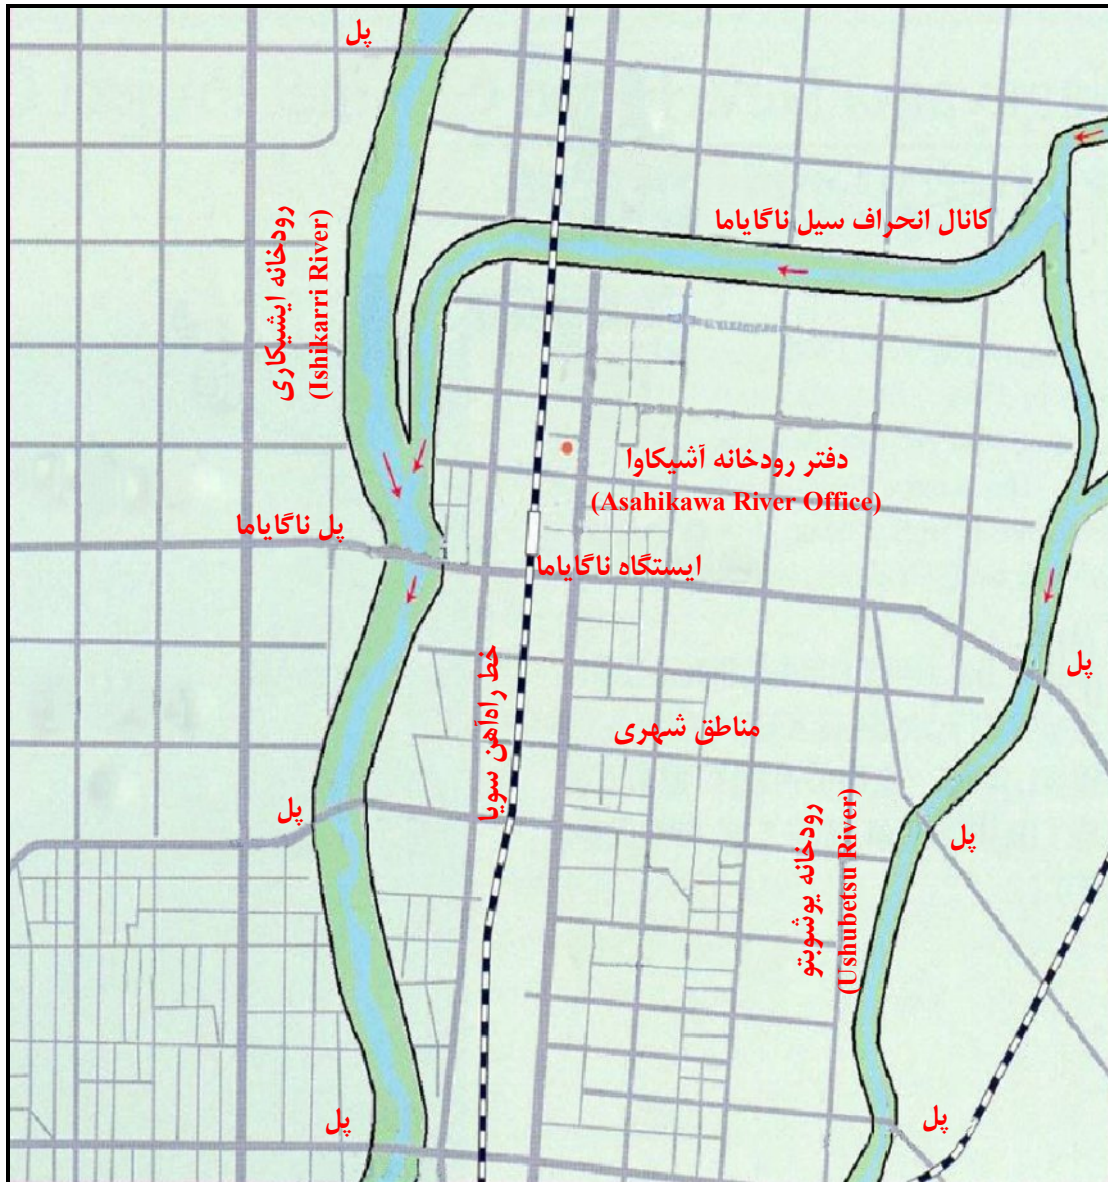 پل
کانال انحراف سیل ناگایاما
رودخانه ایشیکاری
(Ishikarri River)
دفتر رودخانه آشیکاوا
(Asahikawa River Office)
پل ناگایاما
ایستگاه ناگایاما
خط راه‌آهن سویا
پل
مناطق شهری
پل
پل
رودخانه یوشوبتو
(Ushubetsu River)
پل
پل